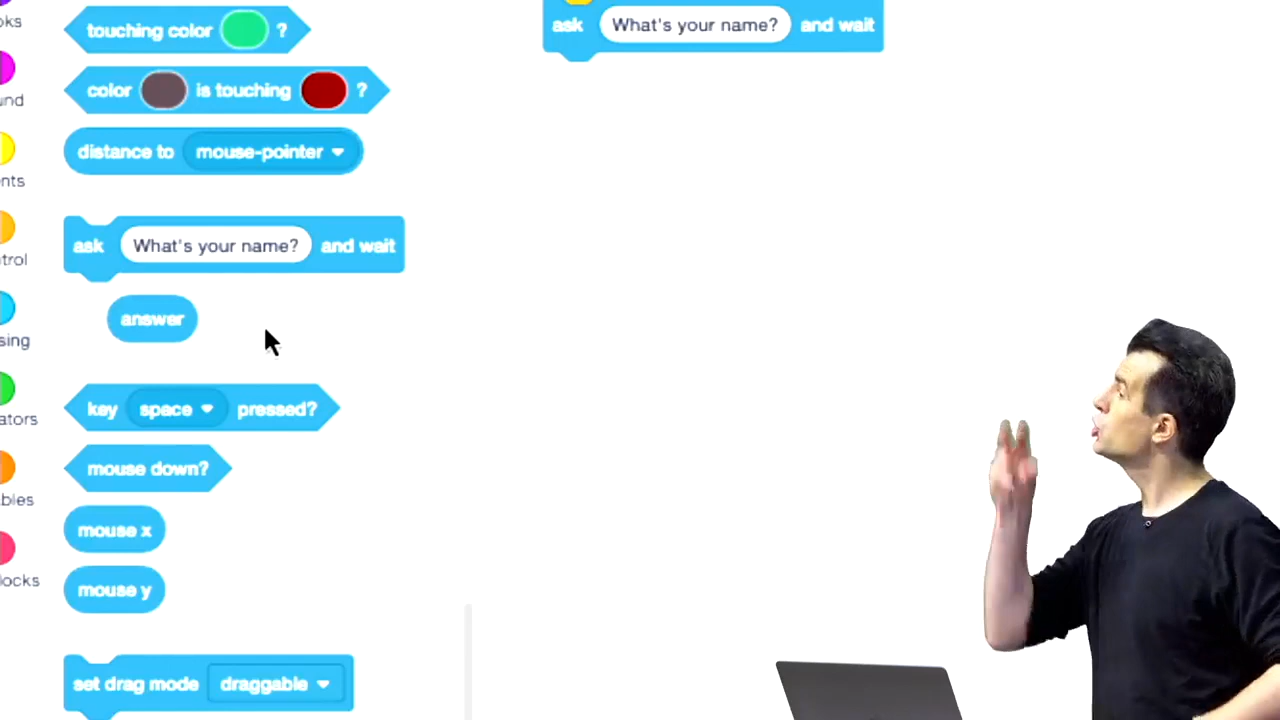 oks
und
ents
trol
sing
ators
bles
locks
touching color ?
color is touching ?
distance to mouse-pointer
ask What's your name? and wait
answer
key space pressed?
mouse down?
mouse x
mouse y
set drag mode draggable
ask What's your name? and wait